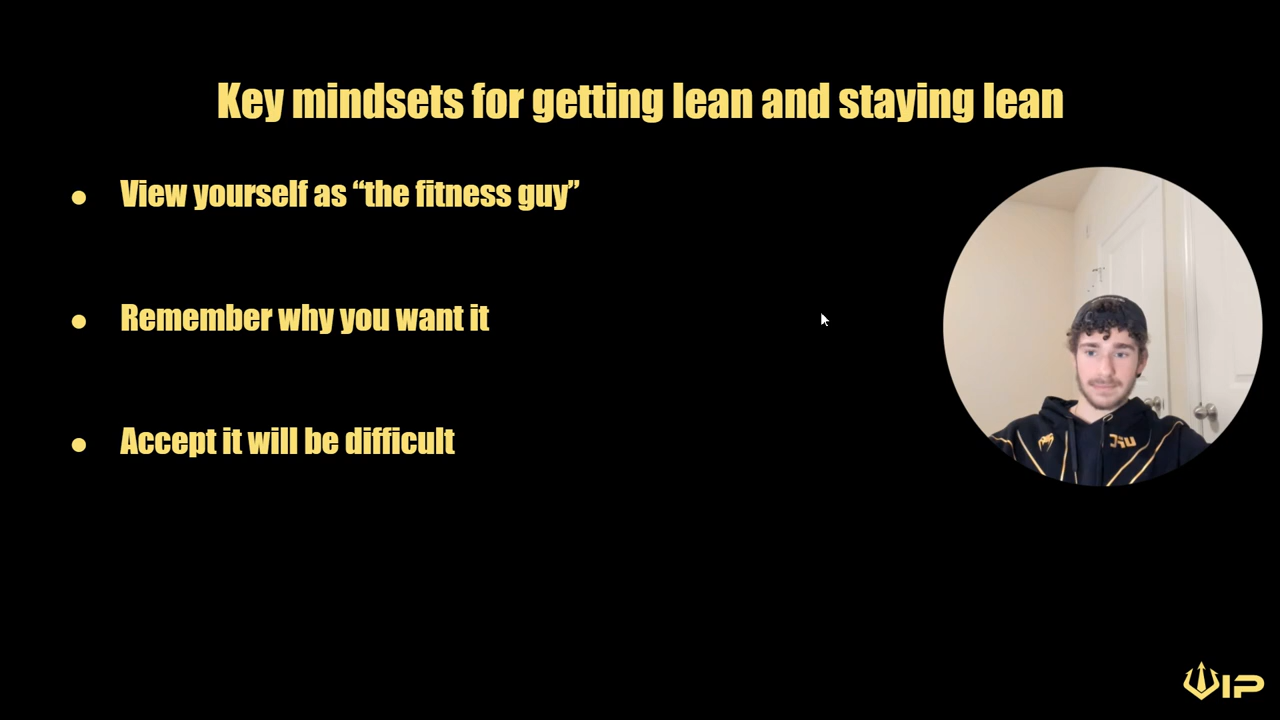 Key mindsets for getting lean and staying lean
● View yourself as “the fitness guy”
● Remember why you want it
● Accept it will be difficult
VIP